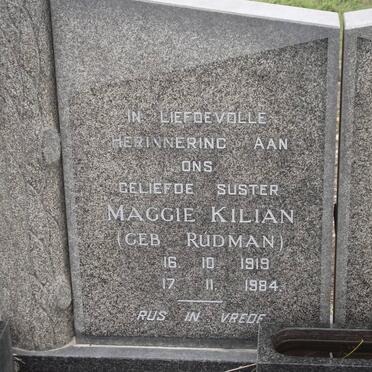 IN LIEFDEVOLLE
HERINNERING AAN
ONS
GELIEFDE SUSTER
MAGGIE KILIAN
(GEB RUDMAN)
16. 10 1919
17 11. 1984.
RUS IN VREDE